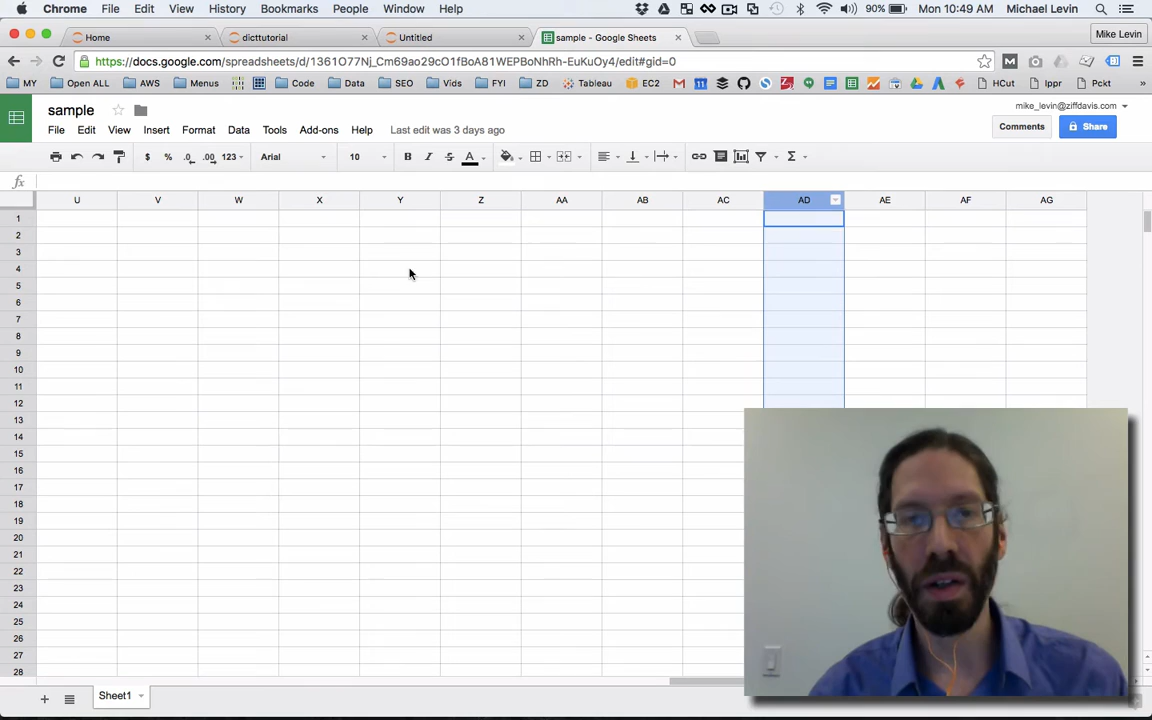 Chrome File Edit View History Bookmarks People Window Help 90% Mon 10:49 AM Michael Levin
Home dicttutorial Untitled sample - Google Sheets Mike Levin
https://docs.google.com/spreadsheets/d/1361O77Nj_Cm69ao29cO1fBoA81WEPBoNhRh-EuKuOy4/edit#gid=0
MY Open ALL AWS Menus Code Data SEO Vids FYI ZD Tableau EC2 HCut Ippr Pckt »
sample mike_levin@ziffdavis.com
File Edit View Insert Format Data Tools Add-ons Help Last edit was 3 days ago Comments Share
$ % .0 .00 123 Arial 10 B I S A Σ
fx
U V W X Y Z AA AB AC AD AE AF AG
1
2
3
4
5
6
7
8
9
10
11
12
13
14
15
16
17
18
19
20
21
22
23
24
25
26
27
28
Sheet1